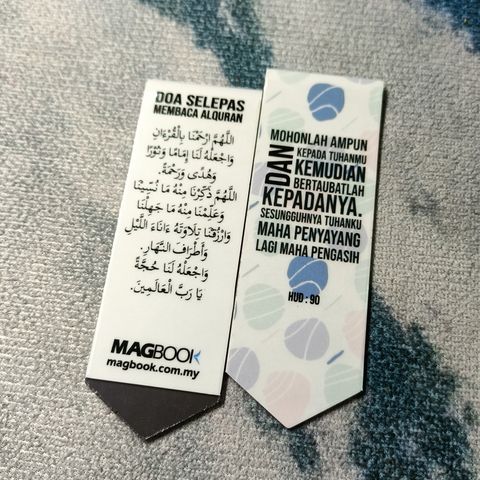 DOA SELEPAS
MEMBACA ALQURAN
اللَّهُمَّ ارْحَمْنَا بِالْقُرْءَانِ
وَاجْعَلْهُ لَنَا إِمَامًا وَنُورًا
وَهُدًى وَرَحْمَةً.
اللَّهُمَّ ذَكِّرْنَا مِنْهُ مَا نُسِّينَا
وَعَلِّمْنَا مِنْهُ مَا جَهِلْنَا
وَارْزُقْنَا تِلَاوَتَهُ ءَانَاءَ اللَّيْلِ
وَأَطْرَافَ النَّهَارِ.
وَاجْعَلْهُ لَنَا حُجَّةً
يَا رَبَّ الْعَالَمِينَ.
MAGBOOK
magbook.com.my
MOHONLAH AMPUN
DAN
KEPADA TUHANMU
KEMUDIAN
BERTAUBATLAH
KEPADANYA.
SESUNGGUHNYA TUHANKU
MAHA PENYAYANG
LAGI MAHA PENGASIH
HUD : 90